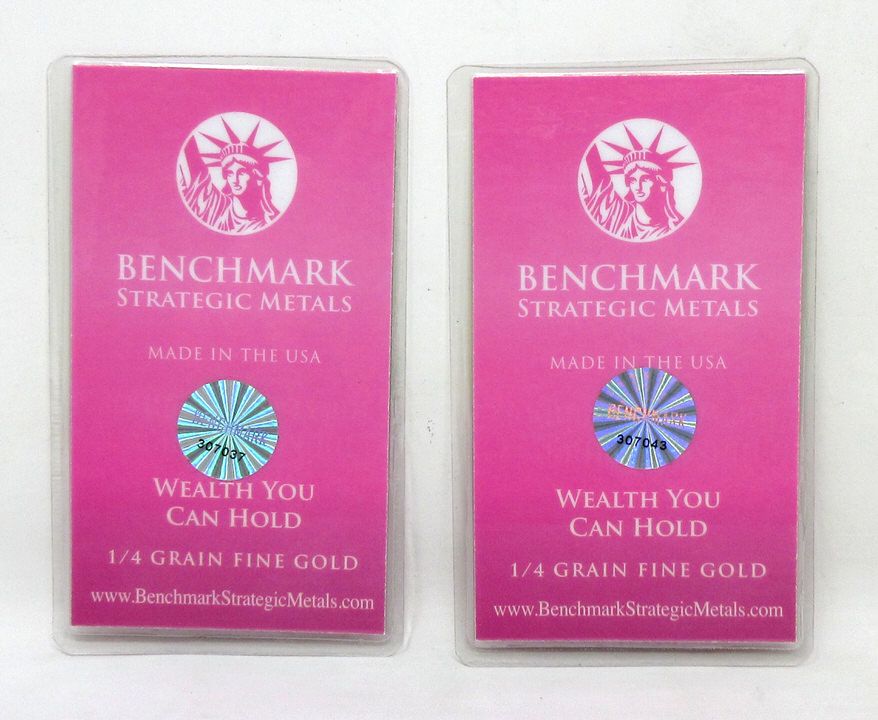 BENCHMARK
STRATEGIC METALS
MADE IN THE USA
BENCHMARK
307037
WEALTH YOU
CAN HOLD
1/4 GRAIN FINE GOLD
www.BenchmarkStrategicMetals.com
BENCHMARK
STRATEGIC METALS
MADE IN THE USA
BENCHMARK
307043
WEALTH YOU
CAN HOLD
1/4 GRAIN FINE GOLD
www.BenchmarkStrategicMetals.com